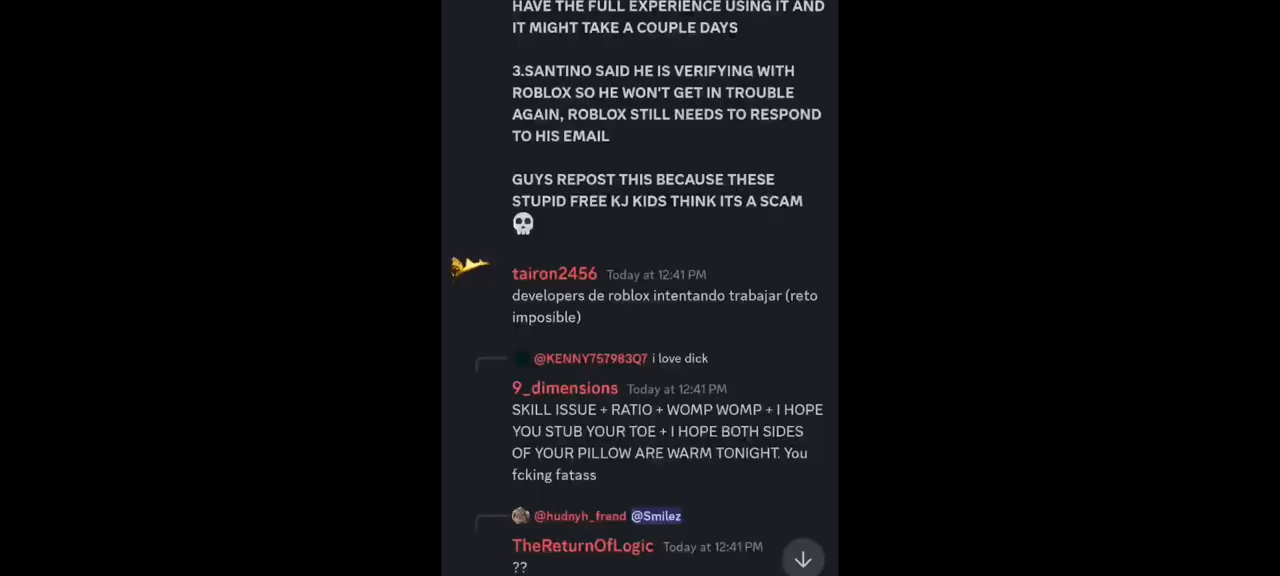 HAVE THE FULL EXPERIENCE USING IT AND
IT MIGHT TAKE A COUPLE DAYS
3.SANTINO SAID HE IS VERIFYING WITH
ROBLOX SO HE WON'T GET IN TROUBLE
AGAIN, ROBLOX STILL NEEDS TO RESPOND
TO HIS EMAIL
GUYS REPOST THIS BECAUSE THESE
STUPID FREE KJ KIDS THINK ITS A SCAM
💀
tairon2456 Today at 12:41 PM
developers de roblox intentando trabajar (reto
imposible)
@KENNY757983Q7 i love dick
9_dimensions Today at 12:41 PM
SKILL ISSUE + RATIO + WOMP WOMP + I HOPE
YOU STUB YOUR TOE + I HOPE BOTH SIDES
OF YOUR PILLOW ARE WARM TONIGHT. You
fcking fatass
@hudnyh_frend @Smilez
TheReturnOfLogic Today at 12:41 PM
??